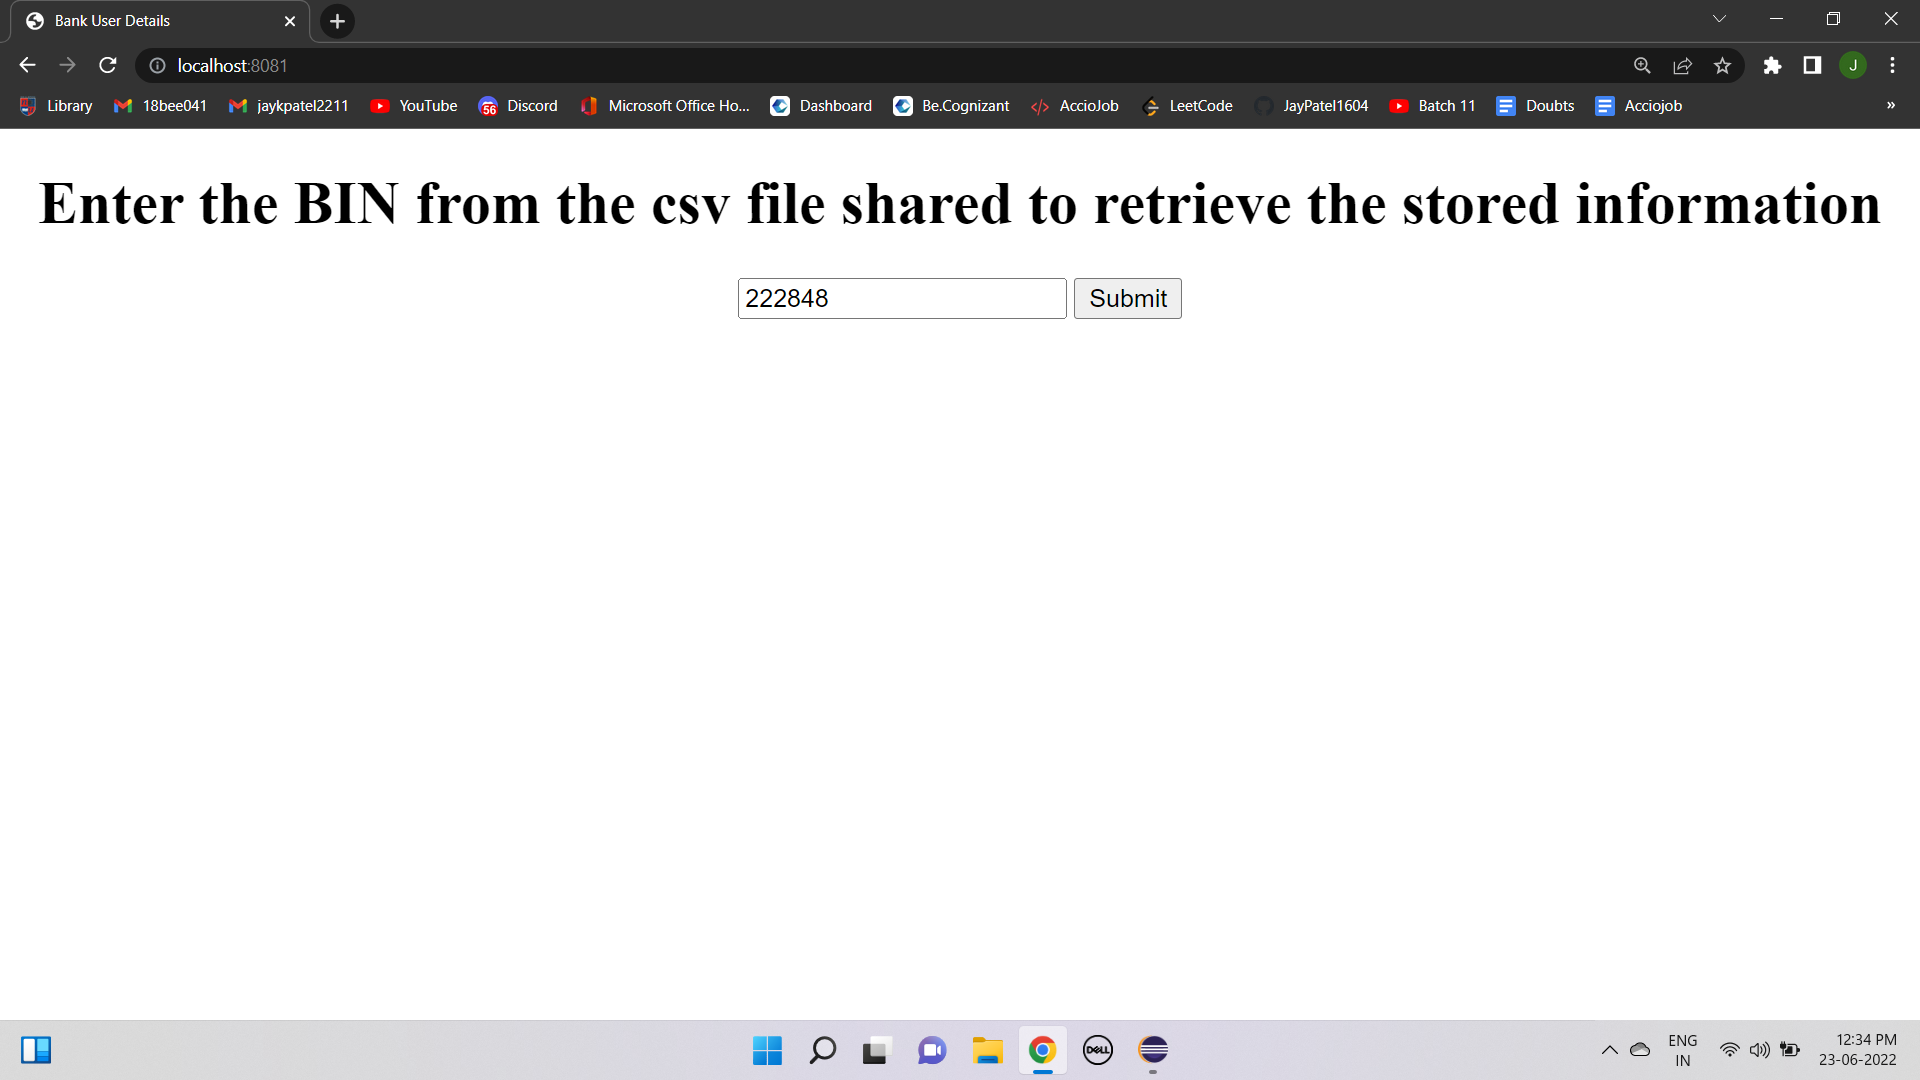 Bank User Details
localhost:8081
J
Library 18bee041 jaykpatel2211 YouTube 56 Discord Microsoft Office Ho... Dashboard Be.Cognizant AccioJob LeetCode JayPatel1604 Batch 11 Doubts Acciojob »
Enter the BIN from the csv file shared to retrieve the stored information
222848 Submit
DELL
ENG
IN
12:34 PM
23-06-2022